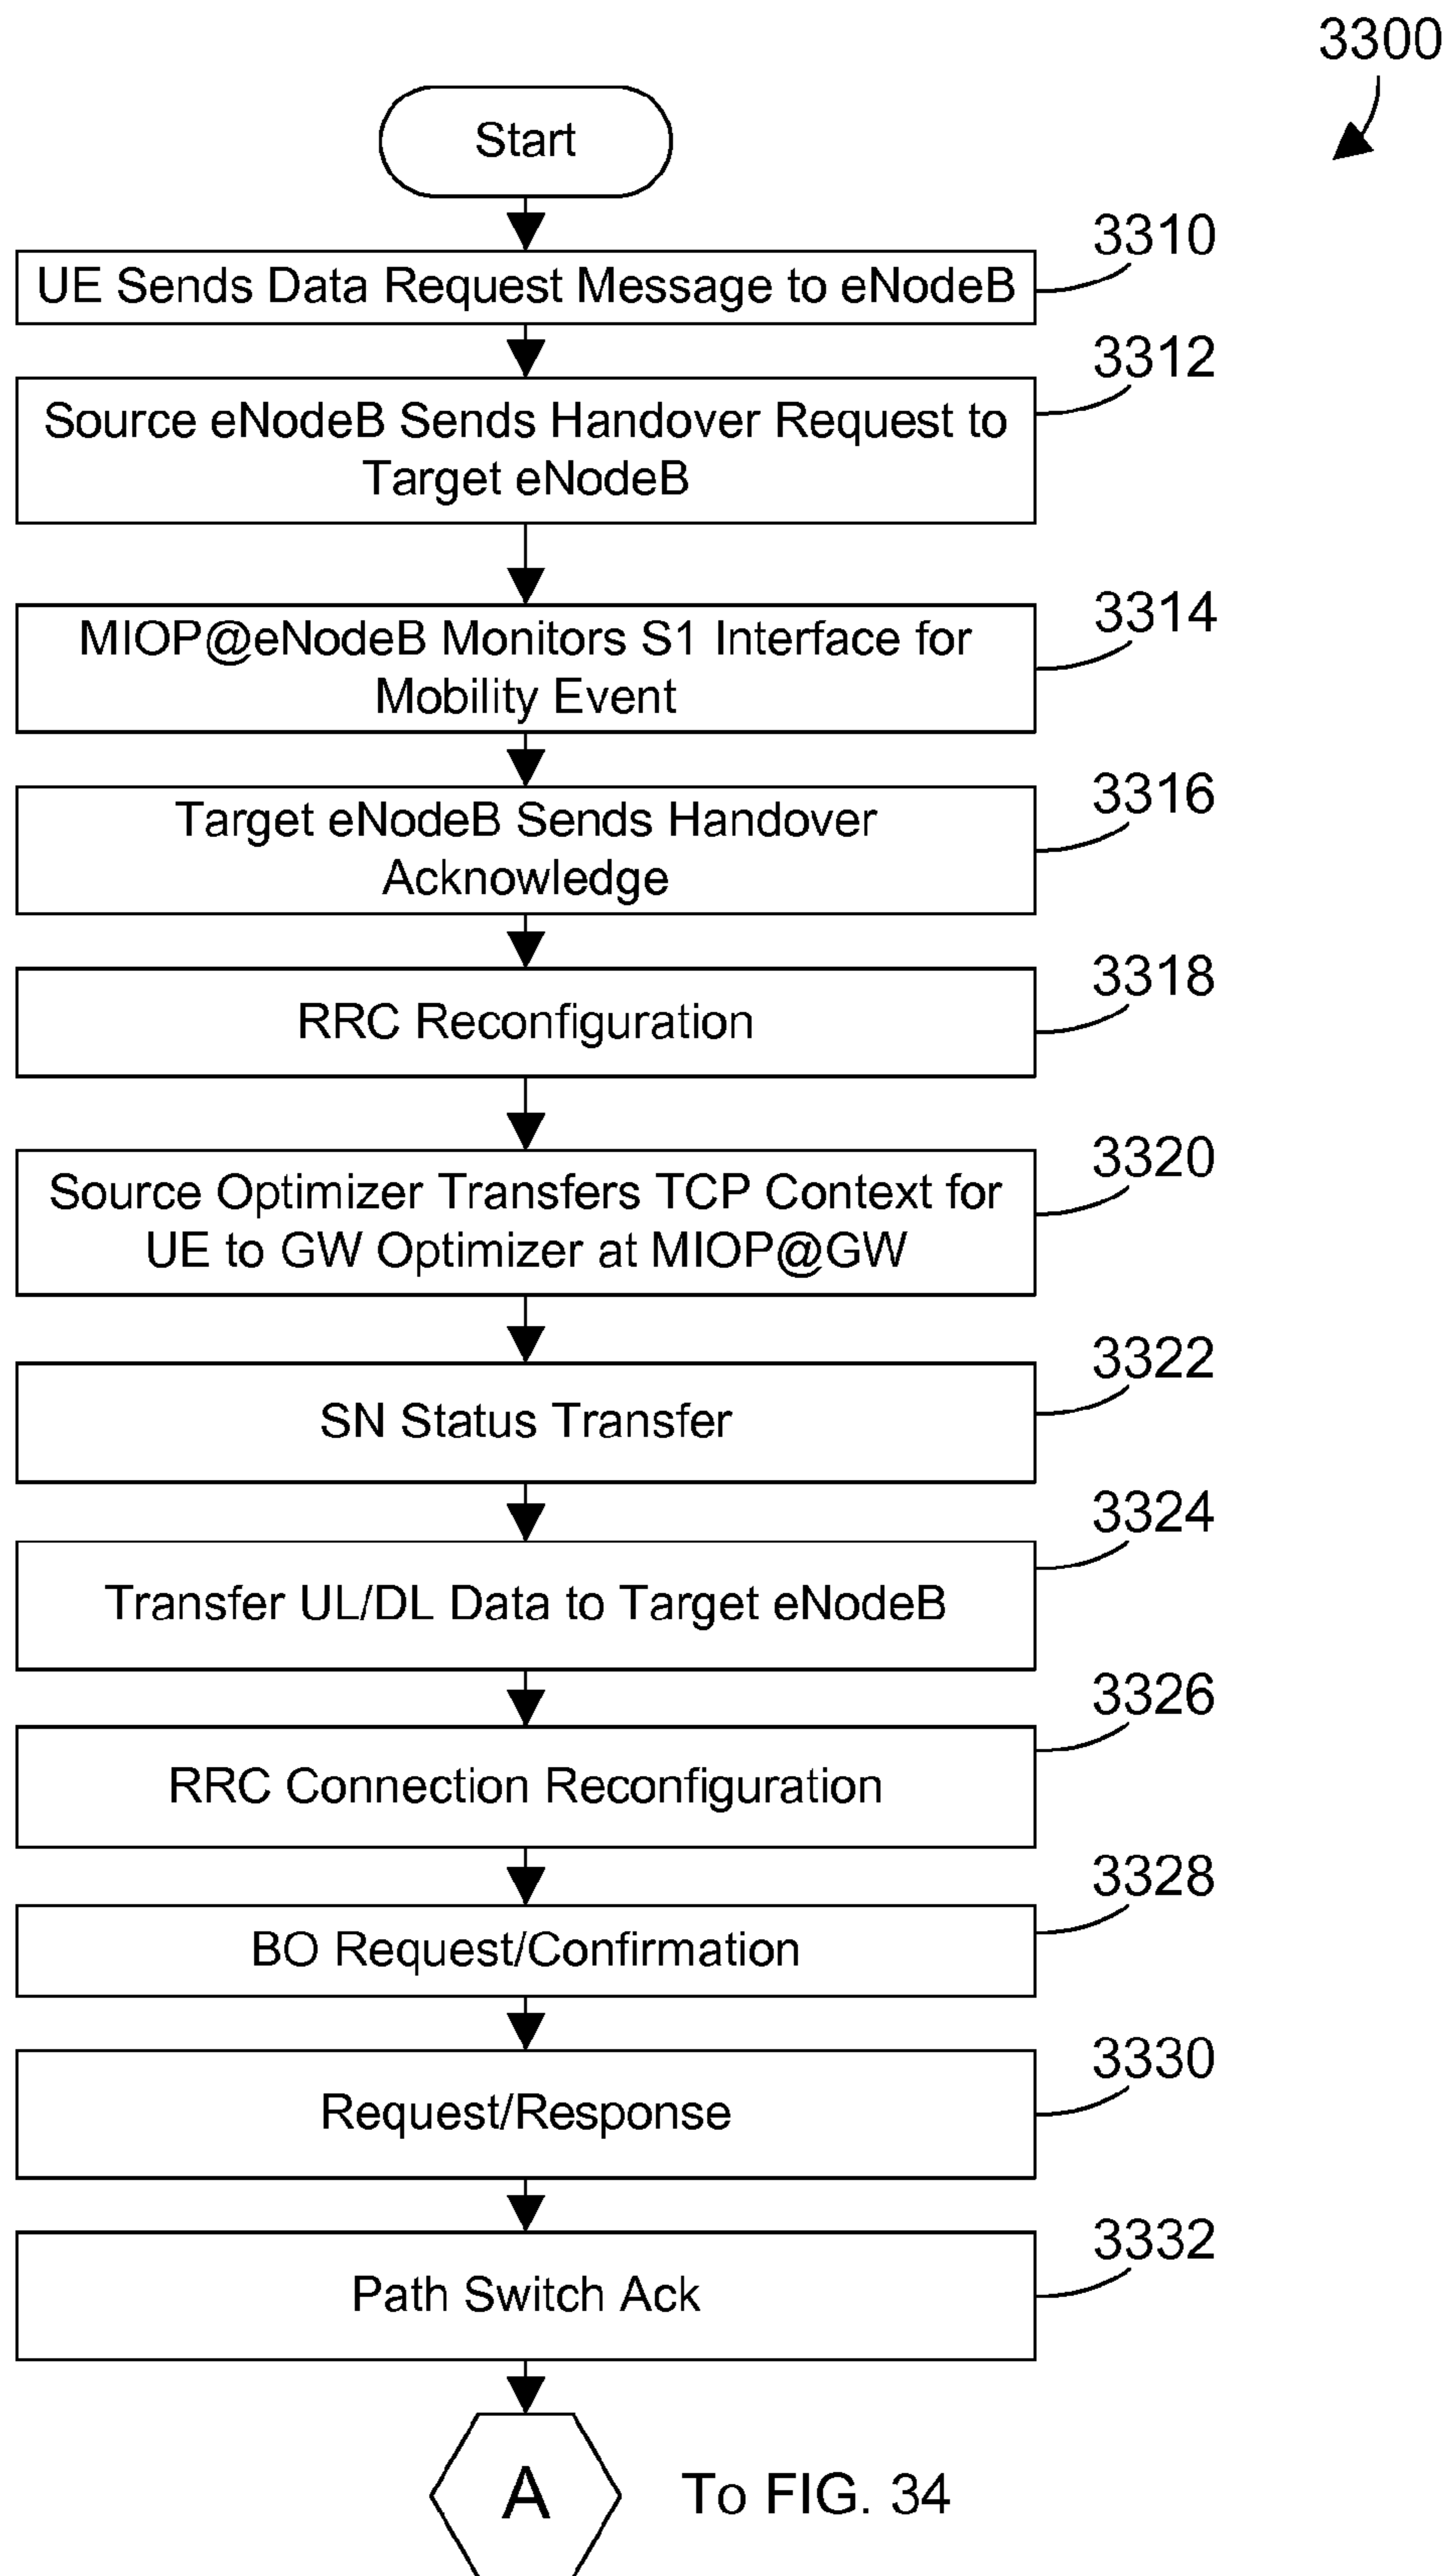 3300
Start
UE Sends Data Request Message to eNodeB
3310
Source eNodeB Sends Handover Request to
Target eNodeB
3312
MIOP@eNodeB Monitors S1 Interface for
Mobility Event
3314
Target eNodeB Sends Handover
Acknowledge
3316
RRC Reconfiguration
3318
Source Optimizer Transfers TCP Context for
UE to GW Optimizer at MIOP@GW
3320
SN Status Transfer
3322
Transfer UL/DL Data to Target eNodeB
3324
RRC Connection Reconfiguration
3326
BO Request/Confirmation
3328
Request/Response
3330
Path Switch Ack
3332
A
To FIG. 34